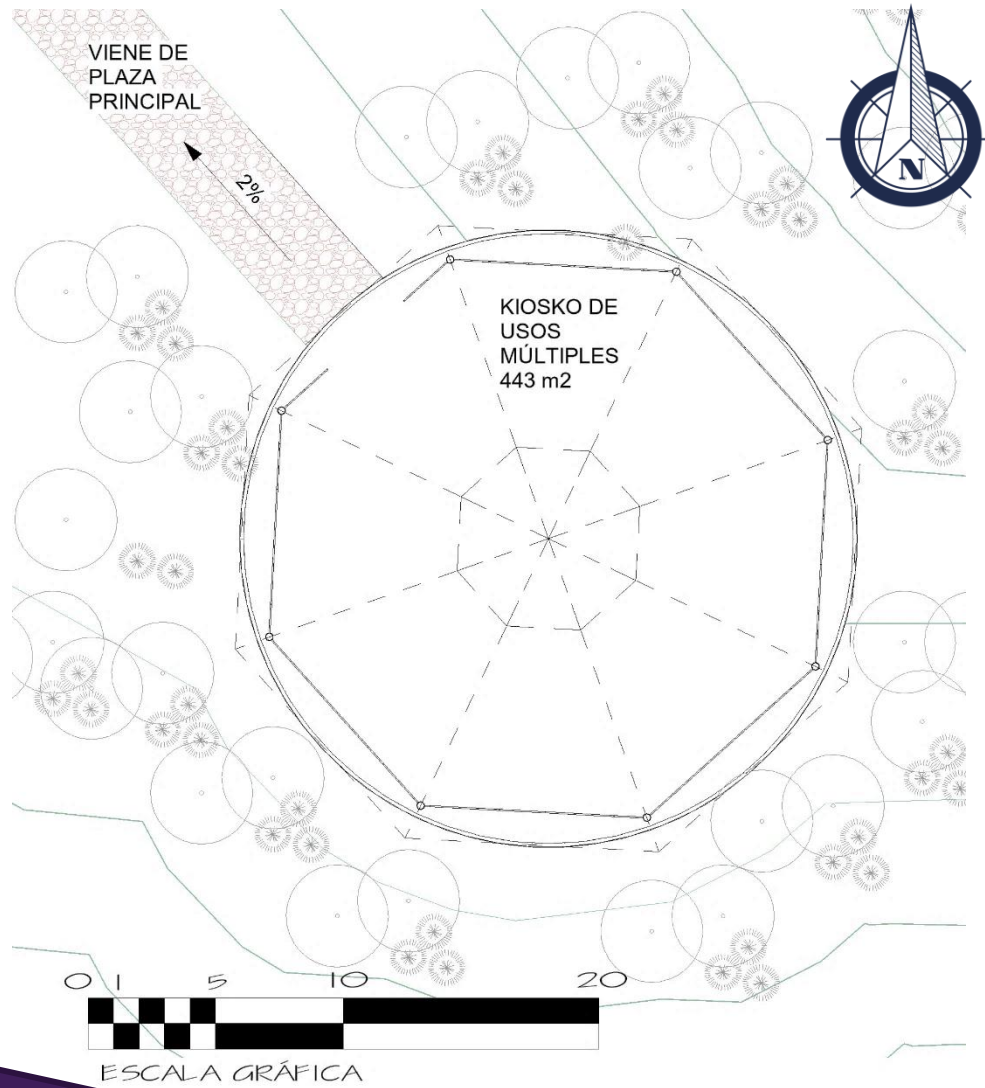 VIENE DE
PLAZA
PRINCIPAL
N
2%
KIOSKO DE
USOS
MÚLTIPLES
443 m2
0 1 5 10 20
ESCALA GRÁFICA